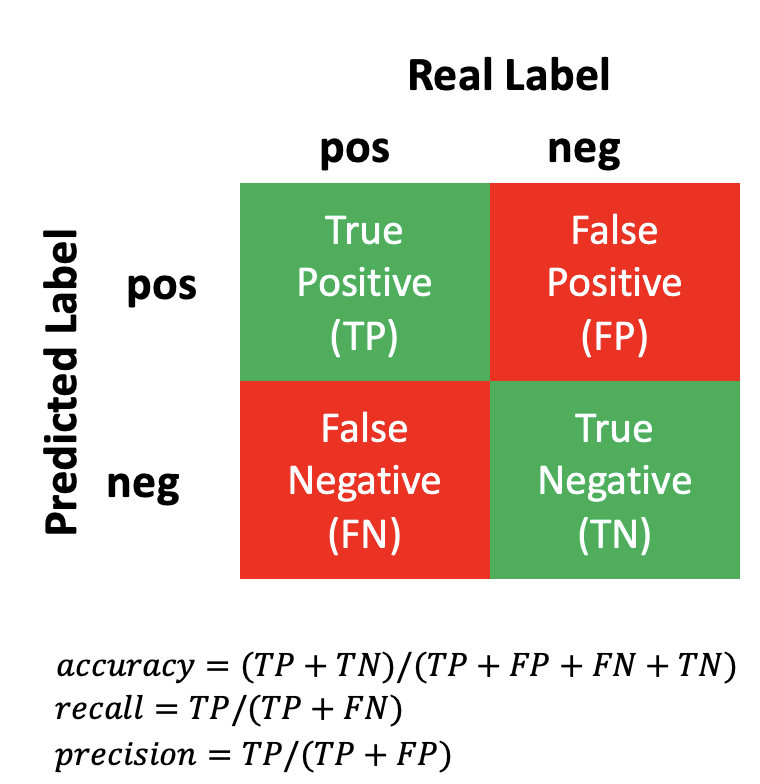 Real Label
pos neg
Predicted Label
pos
True
Positive
(TP)
False
Positive
(FP)
neg
False
Negative
(FN)
True
Negative
(TN)
accuracy = (TP + TN)/(TP + FP + FN + TN)
recall = TP/(TP + FN)
precision = TP/(TP + FP)